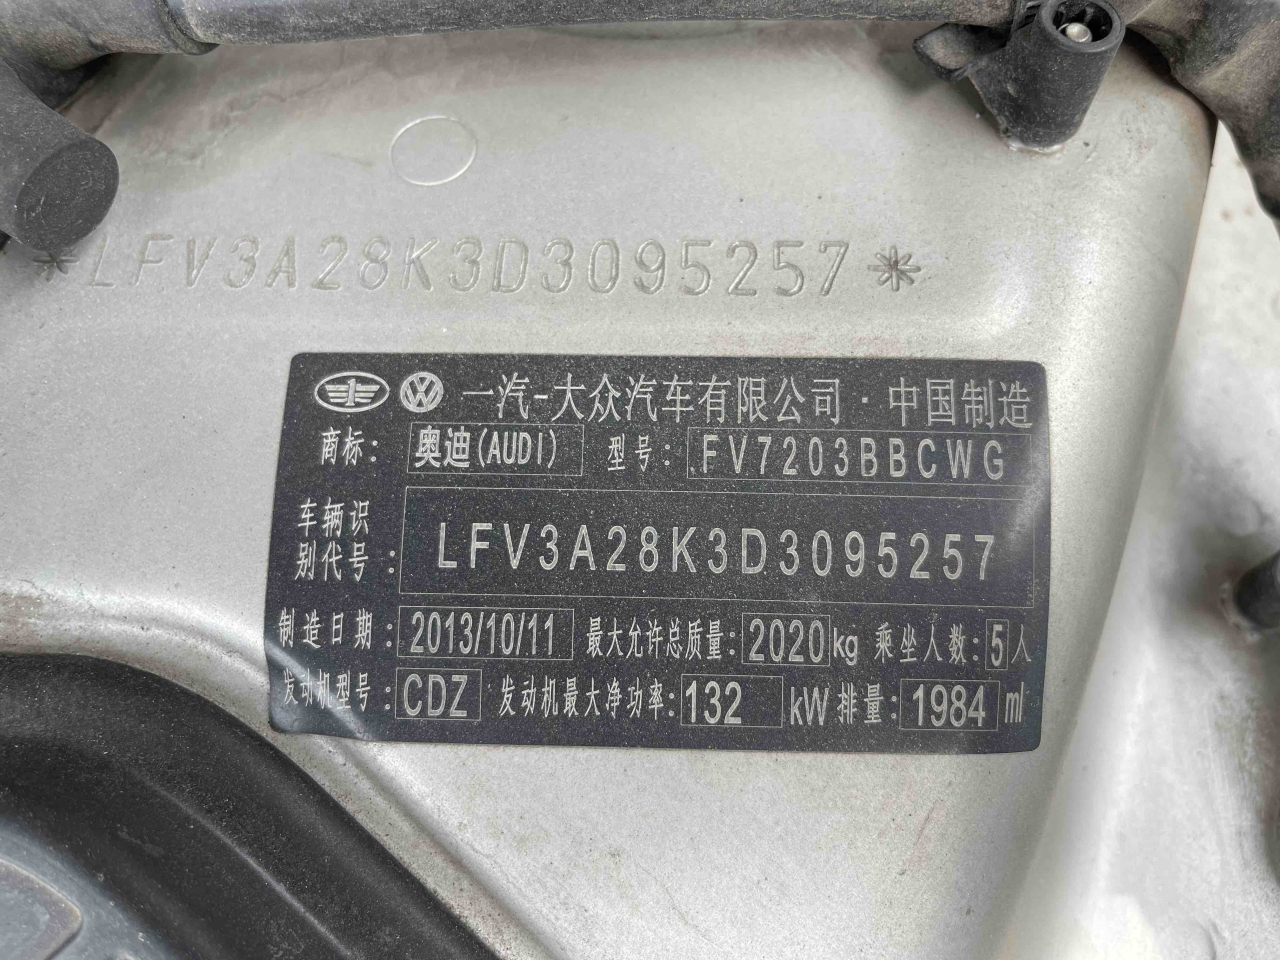 *LFV3A28K3D3095257*
一汽-大众汽车有限公司·中国制造
商标: 奥迪(AUDI) 型号: FV7203BBCWG
车辆识
别代号: LFV3A28K3D3095257
制造日期: 2013/10/11 最大允许总质量: 2020kg 乘坐人数: 5人
发动机型号: CDZ 发动机最大净功率: 132 kW 排量: 1984 ml